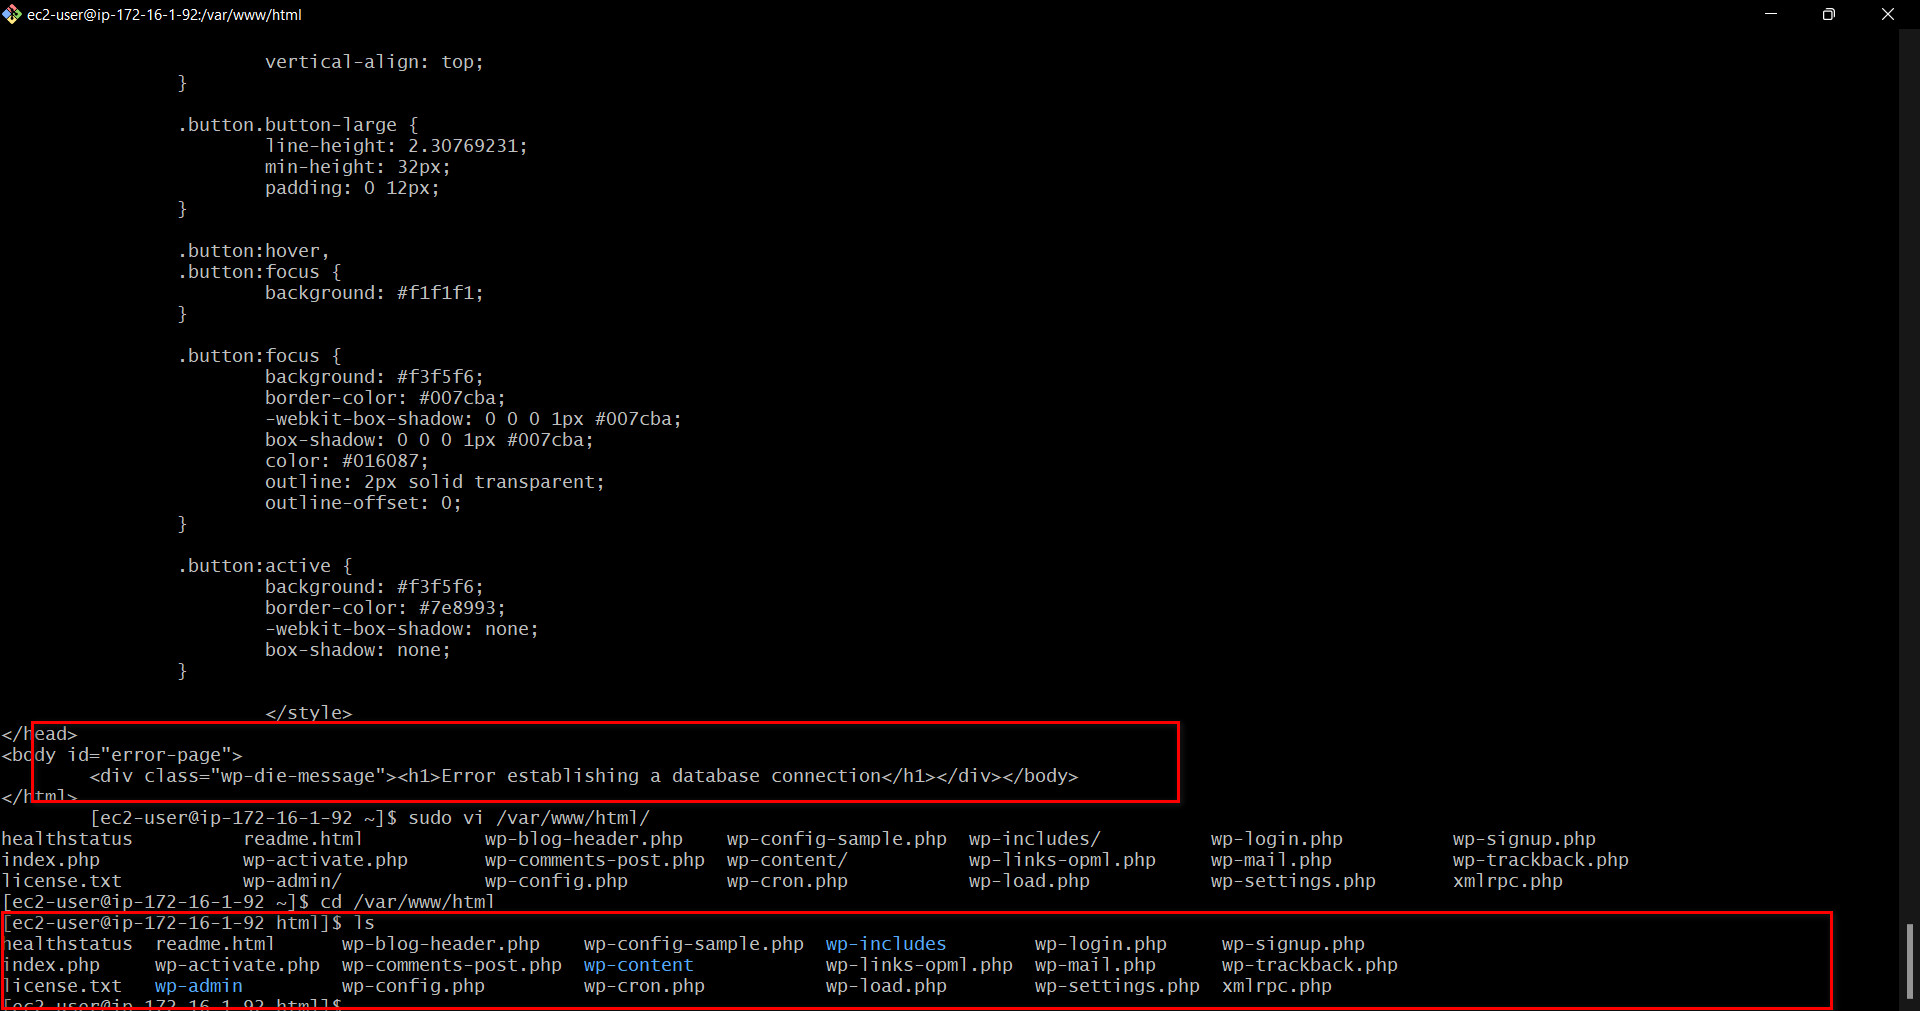 ec2-user@ip-172-16-1-92:/var/www/html
vertical-align: top;
}
.button.button-large {
line-height: 2.30769231;
min-height: 32px;
padding: 0 12px;
}
.button:hover,
.button:focus {
background: #f1f1f1;
}
.button:focus {
background: #f3f5f6;
border-color: #007cba;
-webkit-box-shadow: 0 0 0 1px #007cba;
box-shadow: 0 0 0 1px #007cba;
color: #016087;
outline: 2px solid transparent;
outline-offset: 0;
}
.button:active {
background: #f3f5f6;
border-color: #7e8993;
-webkit-box-shadow: none;
box-shadow: none;
}
</style>
</head>
<body id="error-page">
<div class="wp-die-message"><h1>Error establishing a database connection</h1></div></body>
</html>
[ec2-user@ip-172-16-1-92 ~]$ sudo vi /var/www/html/
healthstatus readme.html wp-blog-header.php wp-config-sample.php wp-includes/ wp-login.php wp-signup.php
index.php wp-activate.php wp-comments-post.php wp-content/ wp-links-opml.php wp-mail.php wp-trackback.php
license.txt wp-admin/ wp-config.php wp-cron.php wp-load.php wp-settings.php xmlrpc.php
[ec2-user@ip-172-16-1-92 ~]$ cd /var/www/html
[ec2-user@ip-172-16-1-92 html]$ ls
healthstatus readme.html wp-blog-header.php wp-config-sample.php wp-includes wp-login.php wp-signup.php
index.php wp-activate.php wp-comments-post.php wp-content wp-links-opml.php wp-mail.php wp-trackback.php
license.txt wp-admin wp-config.php wp-cron.php wp-load.php wp-settings.php xmlrpc.php
[ec2-user@ip-172-16-1-92 html]$